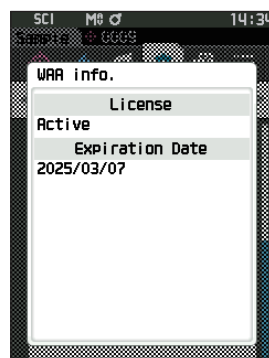 SCI M0 14:34
Sample 0009
WAA info.
License
Active
Expiration Date
2025/03/07